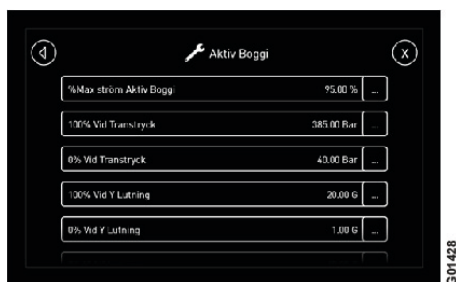 Aktiv Boggi
X
%Max ström Aktiv Boggi 95.00 % ...
100% Vid Transtryck 385.00 Bar ...
0% Vid Transtryck 40.00 Bar ...
100% Vid Y Lutning 20.00 G ...
0% Vid Y Lutning 1.00 G ...
G01428